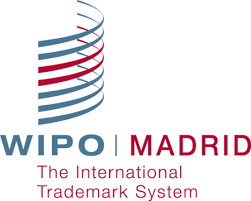 WIPO | MADRID
The International
Trademark System